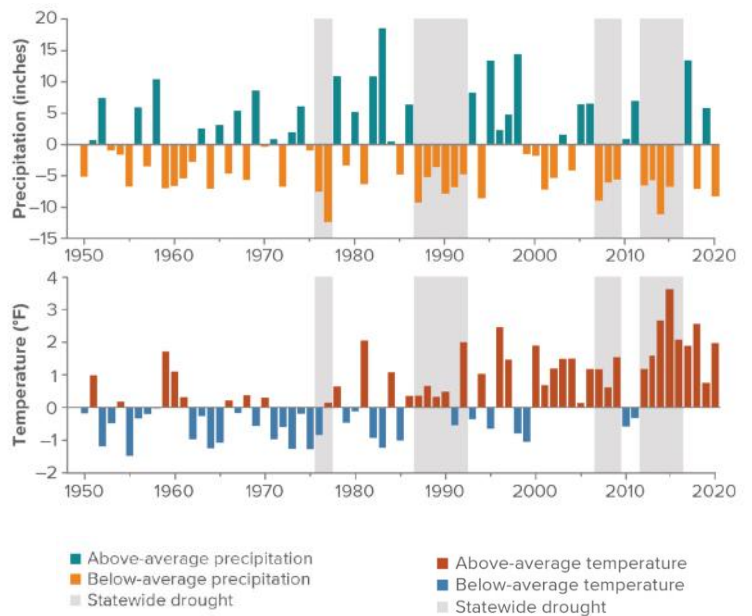 Precipitation (inches)
20
15
10
5
0
−5
−10
−15
1950 1960 1970 1980 1990 2000 2010 2020
Temperature (°F)
4
3
2
1
0
−1
−2
1950 1960 1970 1980 1990 2000 2010 2020
Above-average precipitation
Below-average precipitation
Statewide drought
Above-average temperature
Below-average temperature
Statewide drought